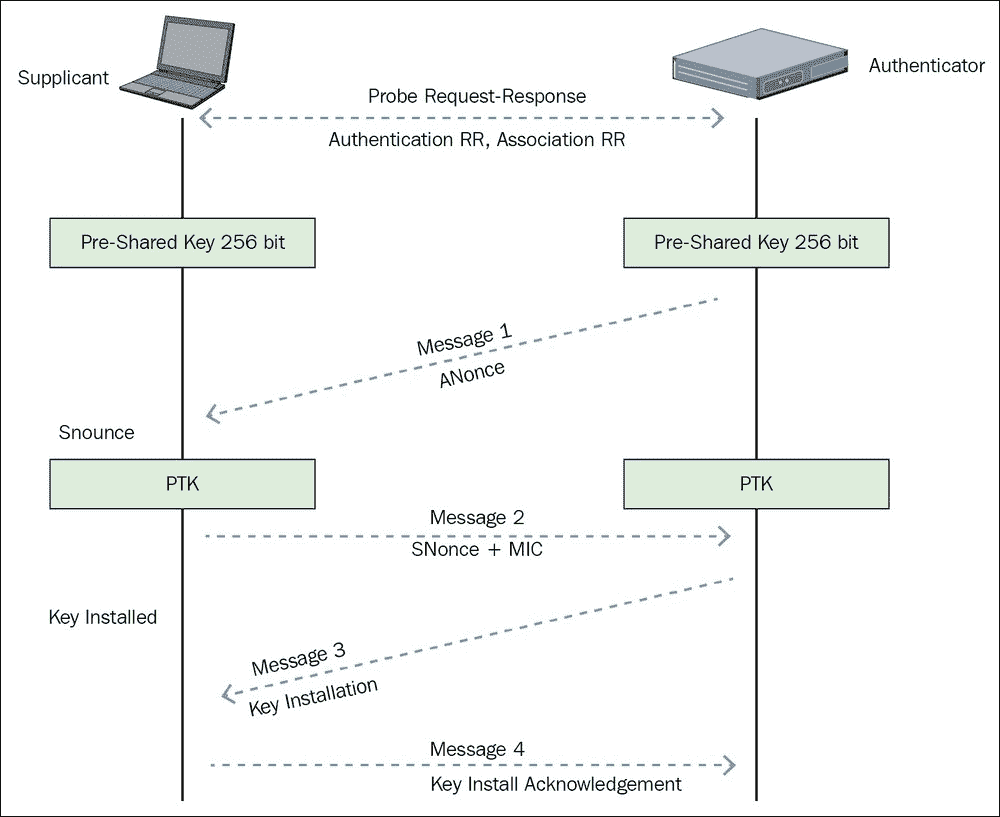 Supplicant
Authenticator
Probe Request-Response
Authentication RR, Association RR
Pre-Shared Key 256 bit
Pre-Shared Key 256 bit
Message 1
ANonce
Snounce
PTK
PTK
Message 2
SNonce + MIC
Key Installed
Message 3
Key Installation
Message 4
Key Install Acknowledgement